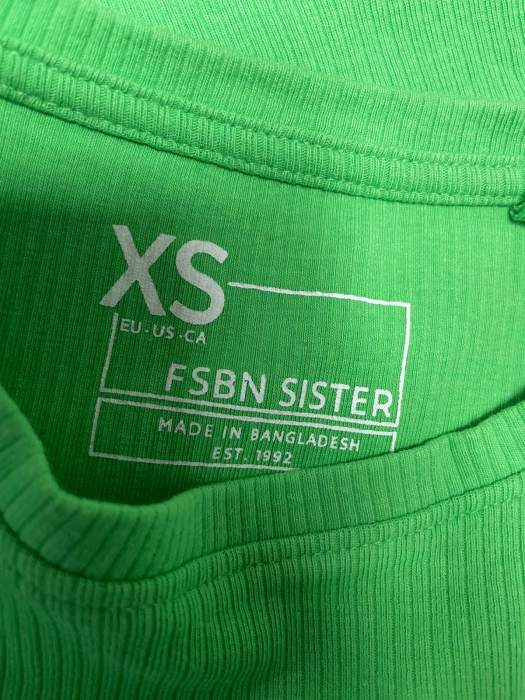 XS
EU-US-CA
FSBN SISTER
MADE IN BANGLADESH
EST. 1992